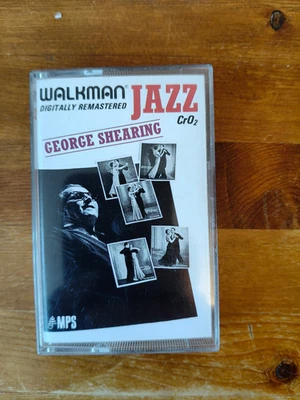 WALKMAN JAZZ
DIGITALLY REMASTERED
CrO2
GEORGE SHEARING
MPS